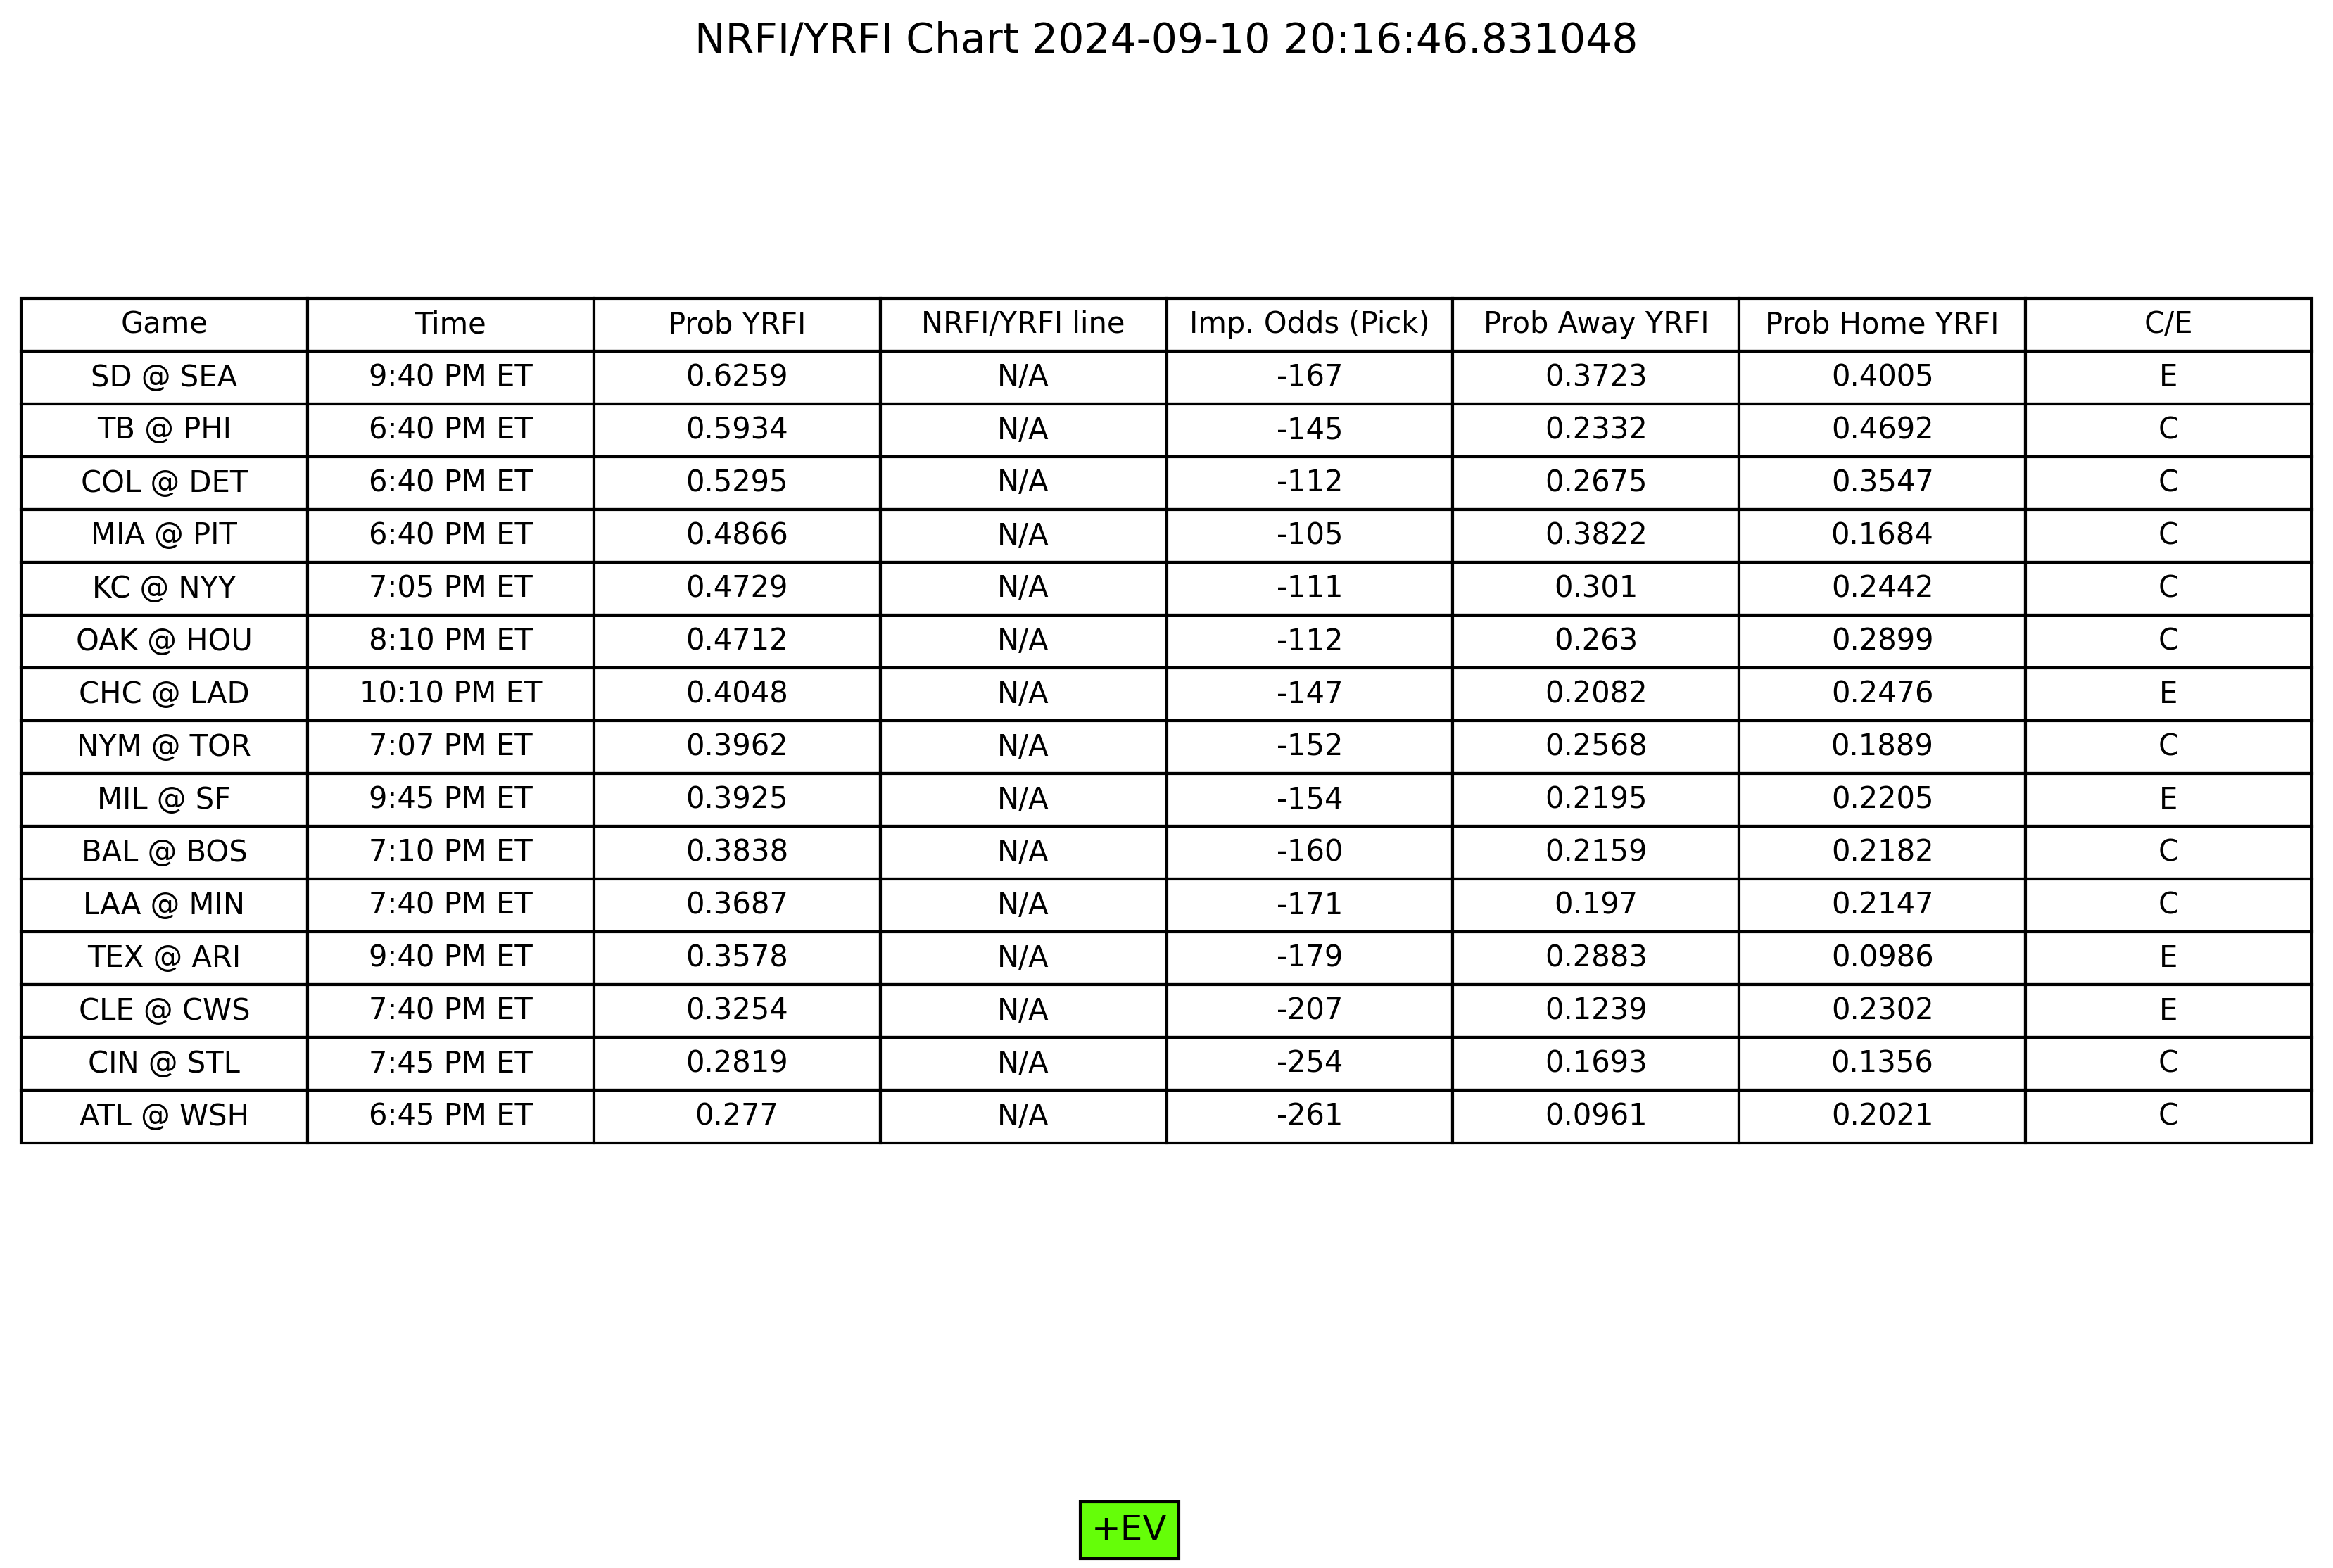 NRFI/YRFI Chart 2024-09-10 20:16:46.831048
Game Time Prob YRFI NRFI/YRFI line Imp. Odds (Pick) Prob Away YRFI Prob Home YRFI C/E
SD @ SEA 9:40 PM ET 0.6259 N/A -167 0.3723 0.4005 E
TB @ PHI 6:40 PM ET 0.5934 N/A -145 0.2332 0.4692 C
COL @ DET 6:40 PM ET 0.5295 N/A -112 0.2675 0.3547 C
MIA @ PIT 6:40 PM ET 0.4866 N/A -105 0.3822 0.1684 C
KC @ NYY 7:05 PM ET 0.4729 N/A -111 0.301 0.2442 C
OAK @ HOU 8:10 PM ET 0.4712 N/A -112 0.263 0.2899 C
CHC @ LAD 10:10 PM ET 0.4048 N/A -147 0.2082 0.2476 E
NYM @ TOR 7:07 PM ET 0.3962 N/A -152 0.2568 0.1889 C
MIL @ SF 9:45 PM ET 0.3925 N/A -154 0.2195 0.2205 E
BAL @ BOS 7:10 PM ET 0.3838 N/A -160 0.2159 0.2182 C
LAA @ MIN 7:40 PM ET 0.3687 N/A -171 0.197 0.2147 C
TEX @ ARI 9:40 PM ET 0.3578 N/A -179 0.2883 0.0986 E
CLE @ CWS 7:40 PM ET 0.3254 N/A -207 0.1239 0.2302 E
CIN @ STL 7:45 PM ET 0.2819 N/A -254 0.1693 0.1356 C
ATL @ WSH 6:45 PM ET 0.277 N/A -261 0.0961 0.2021 C
+EV